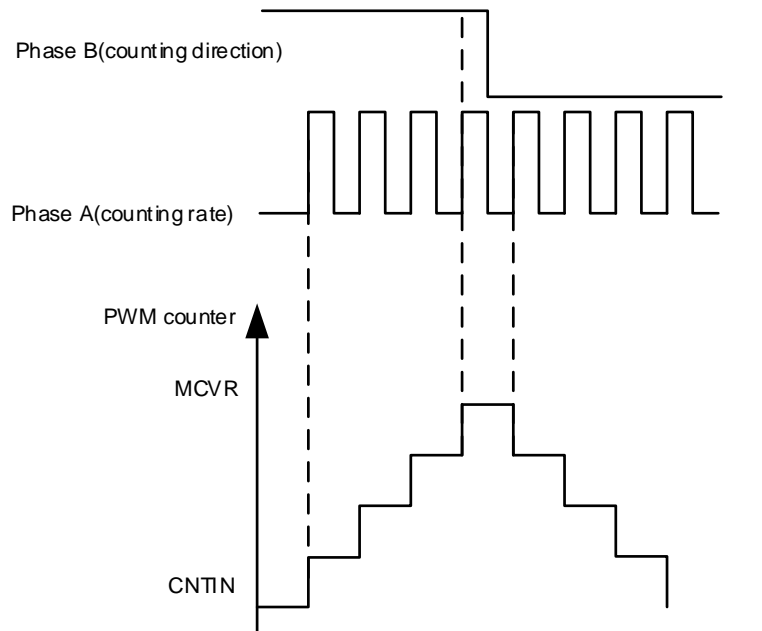 Phase B(counting direction)
Phase A(counting rate)
PWM counter
MCVR
CNTIN